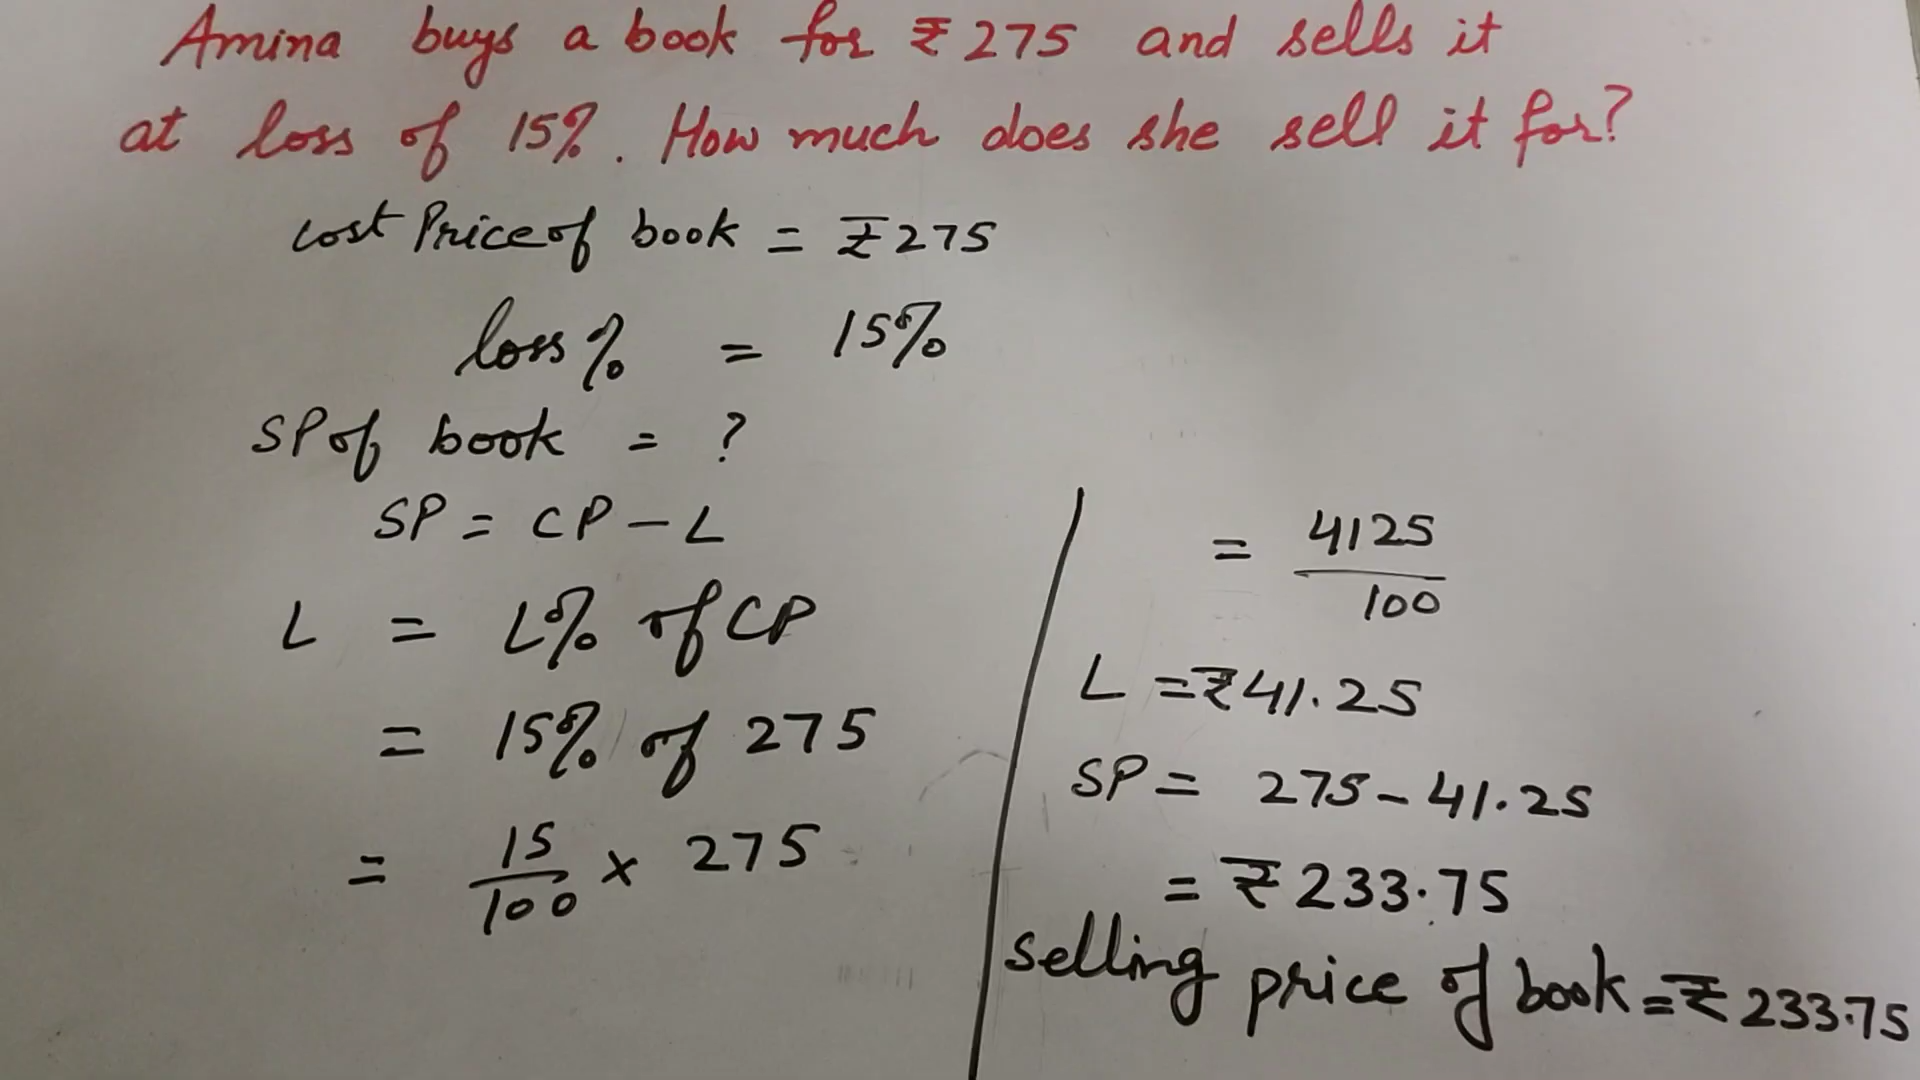 Amina buys a book for ₹275 and sells it
at loss of 15%. How much does she sell it for?
cost Price of book = ₹275
loss% = 15%
SP of book = ?
SP = CP - L
L = L% of CP
= 15% of 275
= 15/100 × 275
= 4125/100
L = ₹41.25
SP = 275 - 41.25
= ₹233.75
selling price of book = ₹233.75